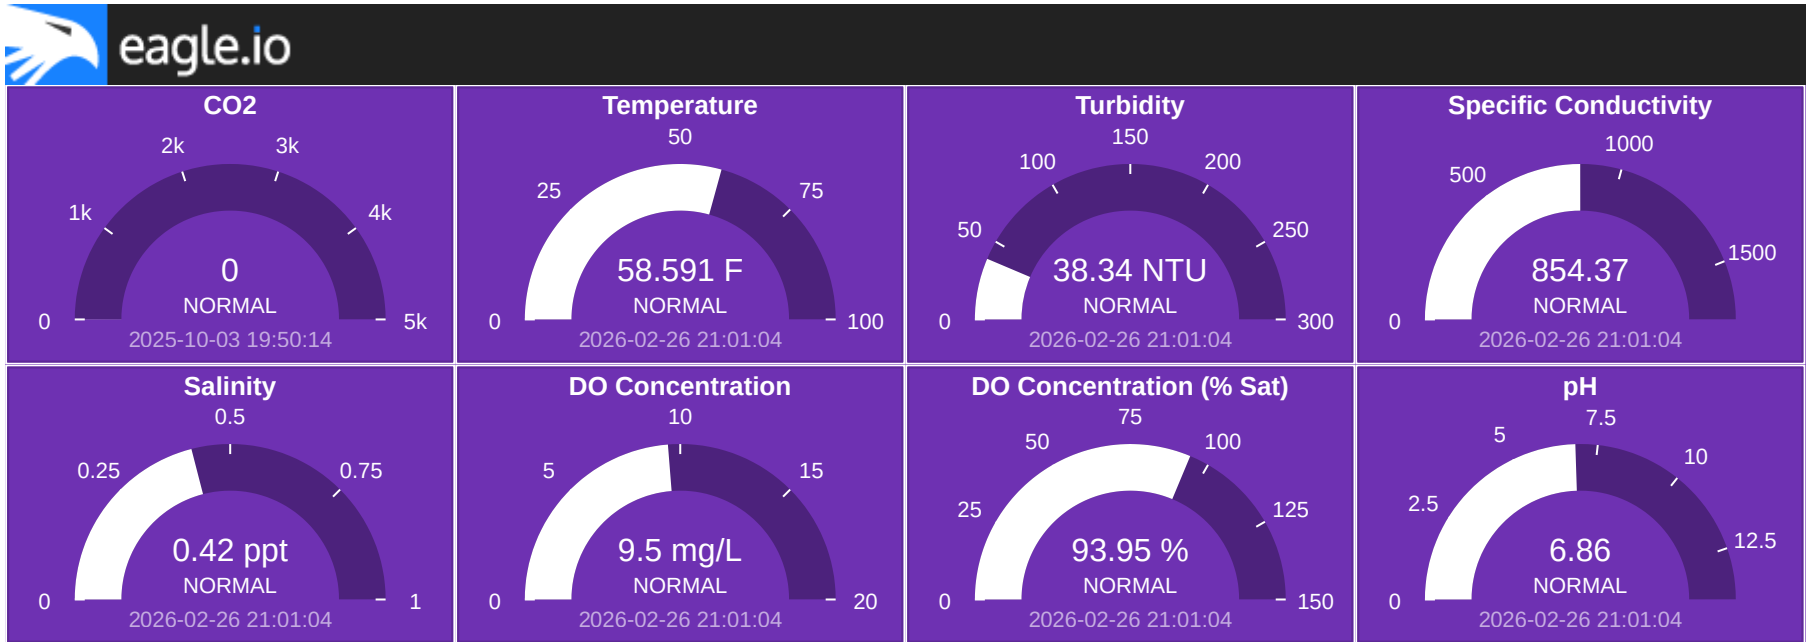 eagle.io
CO2
0
1k
2k
3k
4k
5k
0
NORMAL
2025-10-03 19:50:14
Temperature
0
25
50
75
100
58.591 F
NORMAL
2026-02-26 21:01:04
Turbidity
0
50
100
150
200
250
300
38.34 NTU
NORMAL
2026-02-26 21:01:04
Specific Conductivity
0
500
1000
1500
854.37
NORMAL
2026-02-26 21:01:04
Salinity
0
0.25
0.5
0.75
1
0.42 ppt
NORMAL
2026-02-26 21:01:04
DO Concentration
0
5
10
15
20
9.5 mg/L
NORMAL
2026-02-26 21:01:04
DO Concentration (% Sat)
0
25
50
75
100
125
150
93.95 %
NORMAL
2026-02-26 21:01:04
pH
0
2.5
5
7.5
10
12.5
6.86
NORMAL
2026-02-26 21:01:04